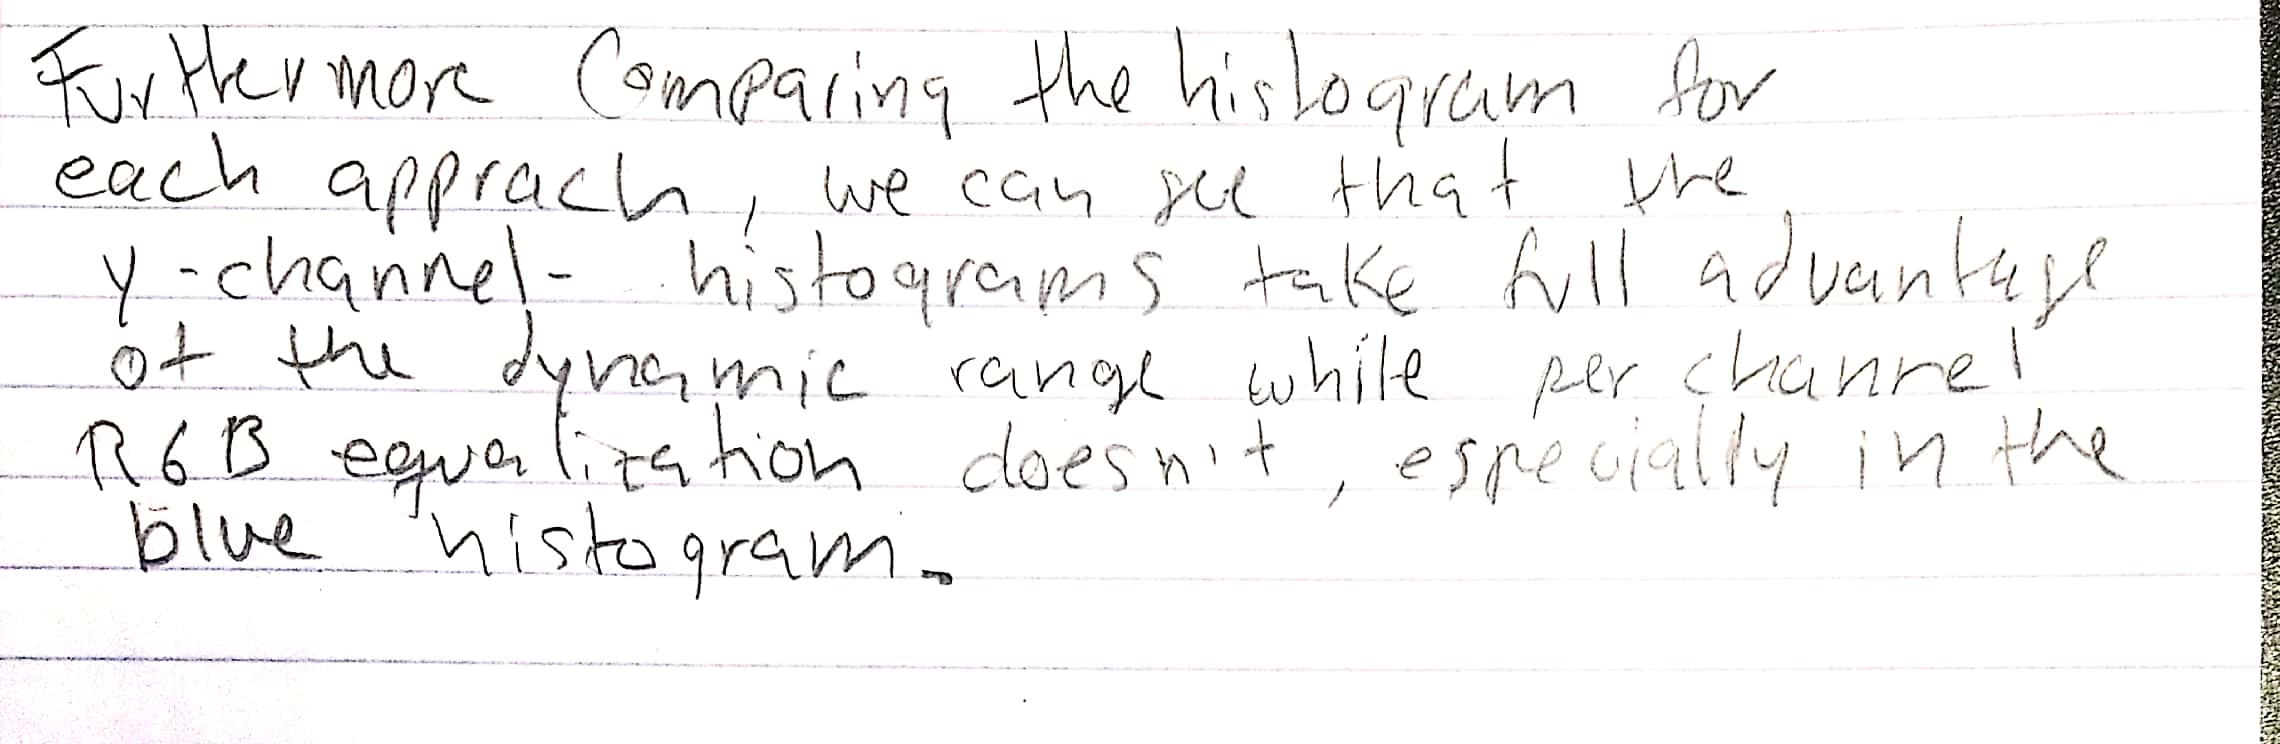 Furthermore Comparing the histogram for
each apprach, we can see that the
y-channel- histograms take full advantage
of the dynamic range while per channel
RGB equalization doesn't, especially in the
blue histogram.